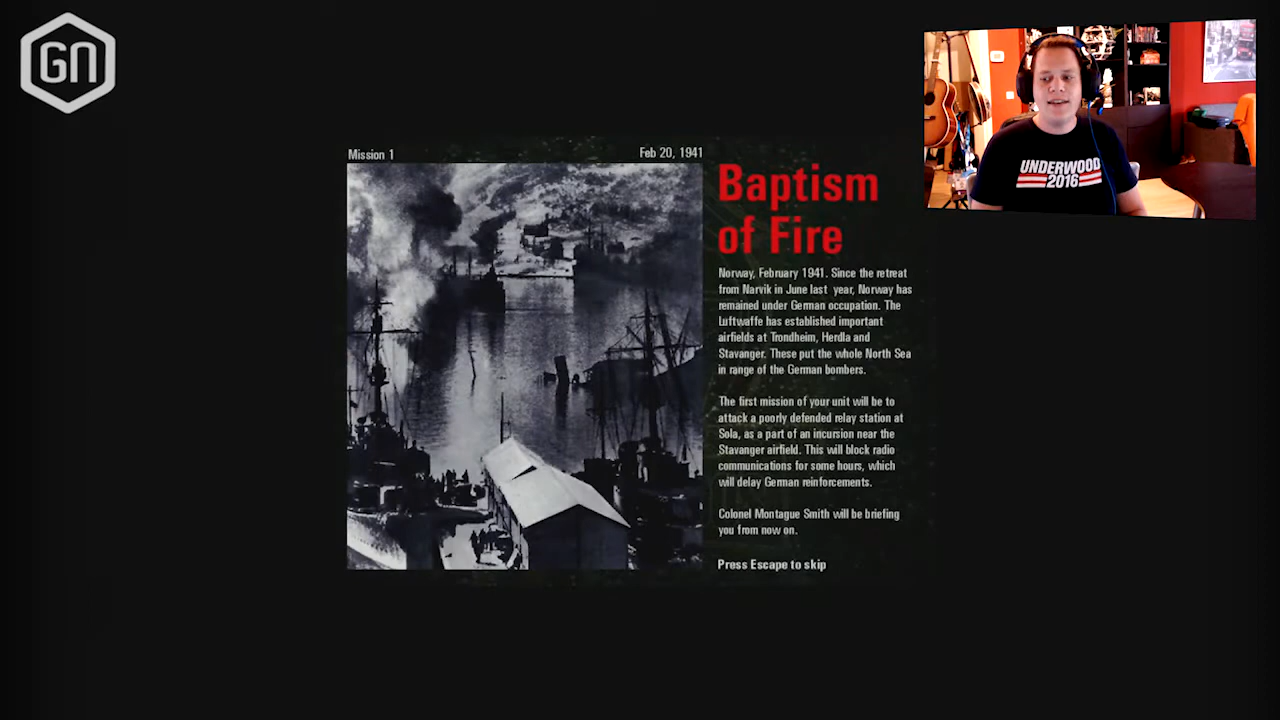 GN
Mission 1
Feb 20, 1941
Baptism
of Fire
Norway, February 1941. Since the retreat
from Narvik in June last year, Norway has
remained under German occupation. The
Luftwaffe has established important
airfields at Trondheim, Herdla and
Stavanger. These put the whole North Sea
in range of the German bombers.
The first mission of your unit will be to
attack a poorly defended relay station at
Sola, as a part of an incursion near the
Stavanger airfield. This will block radio
communications for some hours, which
will delay German reinforcements.
Colonel Montague Smith will be briefing
you from now on.
Press Escape to skip
UNDERWOOD
2016